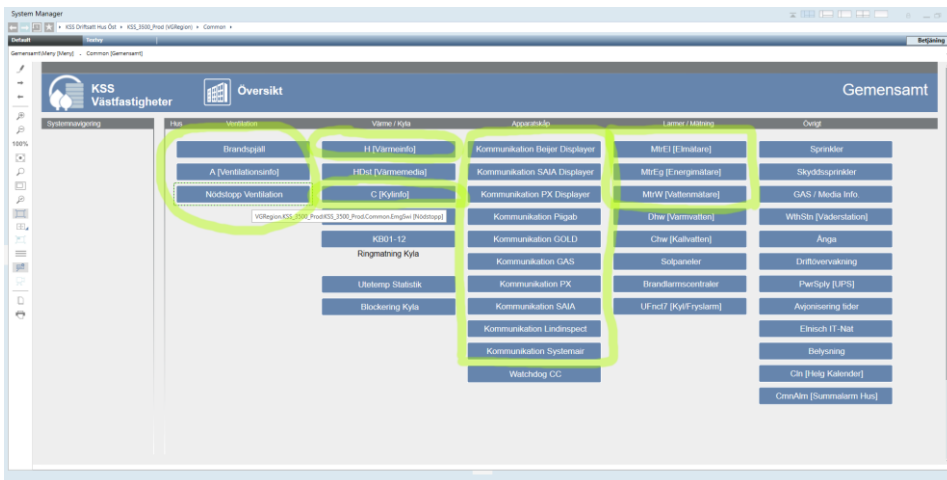 System Manager
KSS Driftsatt Hus Öst KSS_3500_Prod (VGRegion) Common
Default Textvy Betjäning
Gemensamt\Meny [Meny] . Common [Gemensamt]
KSS
Västfastigheter
Översikt
Gemensamt
Systemnavigering Hus Ventilation Värme / Kyla Apparatskåp Larmer / Mätning Övrigt
100%
Brandspjäll H [Värmeinfo] Kommunikation Beijer Displayer MtrEl [Elmätare] Sprinkler
A [Ventilationsinfo] HDst [Värmemedia] Kommunikation SAIA Displayer MtrEg [Energimätare] Skyddssprinkler
Nödstopp Ventilation C [Kylinfo] Kommunikation PX Displayer MtrW [Vattenmätare] GAS / Media Info.
VGRegion.KSS_3500_Prod:KSS_3500_Prod.Common.EmgSwi [Nödstopp] Kommunikation Piigab Dhw [Varmvatten] WthStn [Väderstation]
KB01-12 Kommunikation GOLD Chw [Kallvatten] Ånga
Ringmatning Kyla Kommunikation GAS Solpaneler Driftövervakning
Utetemp Statistik Kommunikation PX Brandlarmscentraler PwrSply [UPS]
Blockering Kyla Kommunikation SAIA UFnct7 [Kyl/Fryslarm] Avjonisering tider
Kommunikation Lindinspect Elnisch IT-Nät
Kommunikation Systemair Belysning
Watchdog CC Cln [Helg Kalender]
CmnAlm [Summalarm Hus]